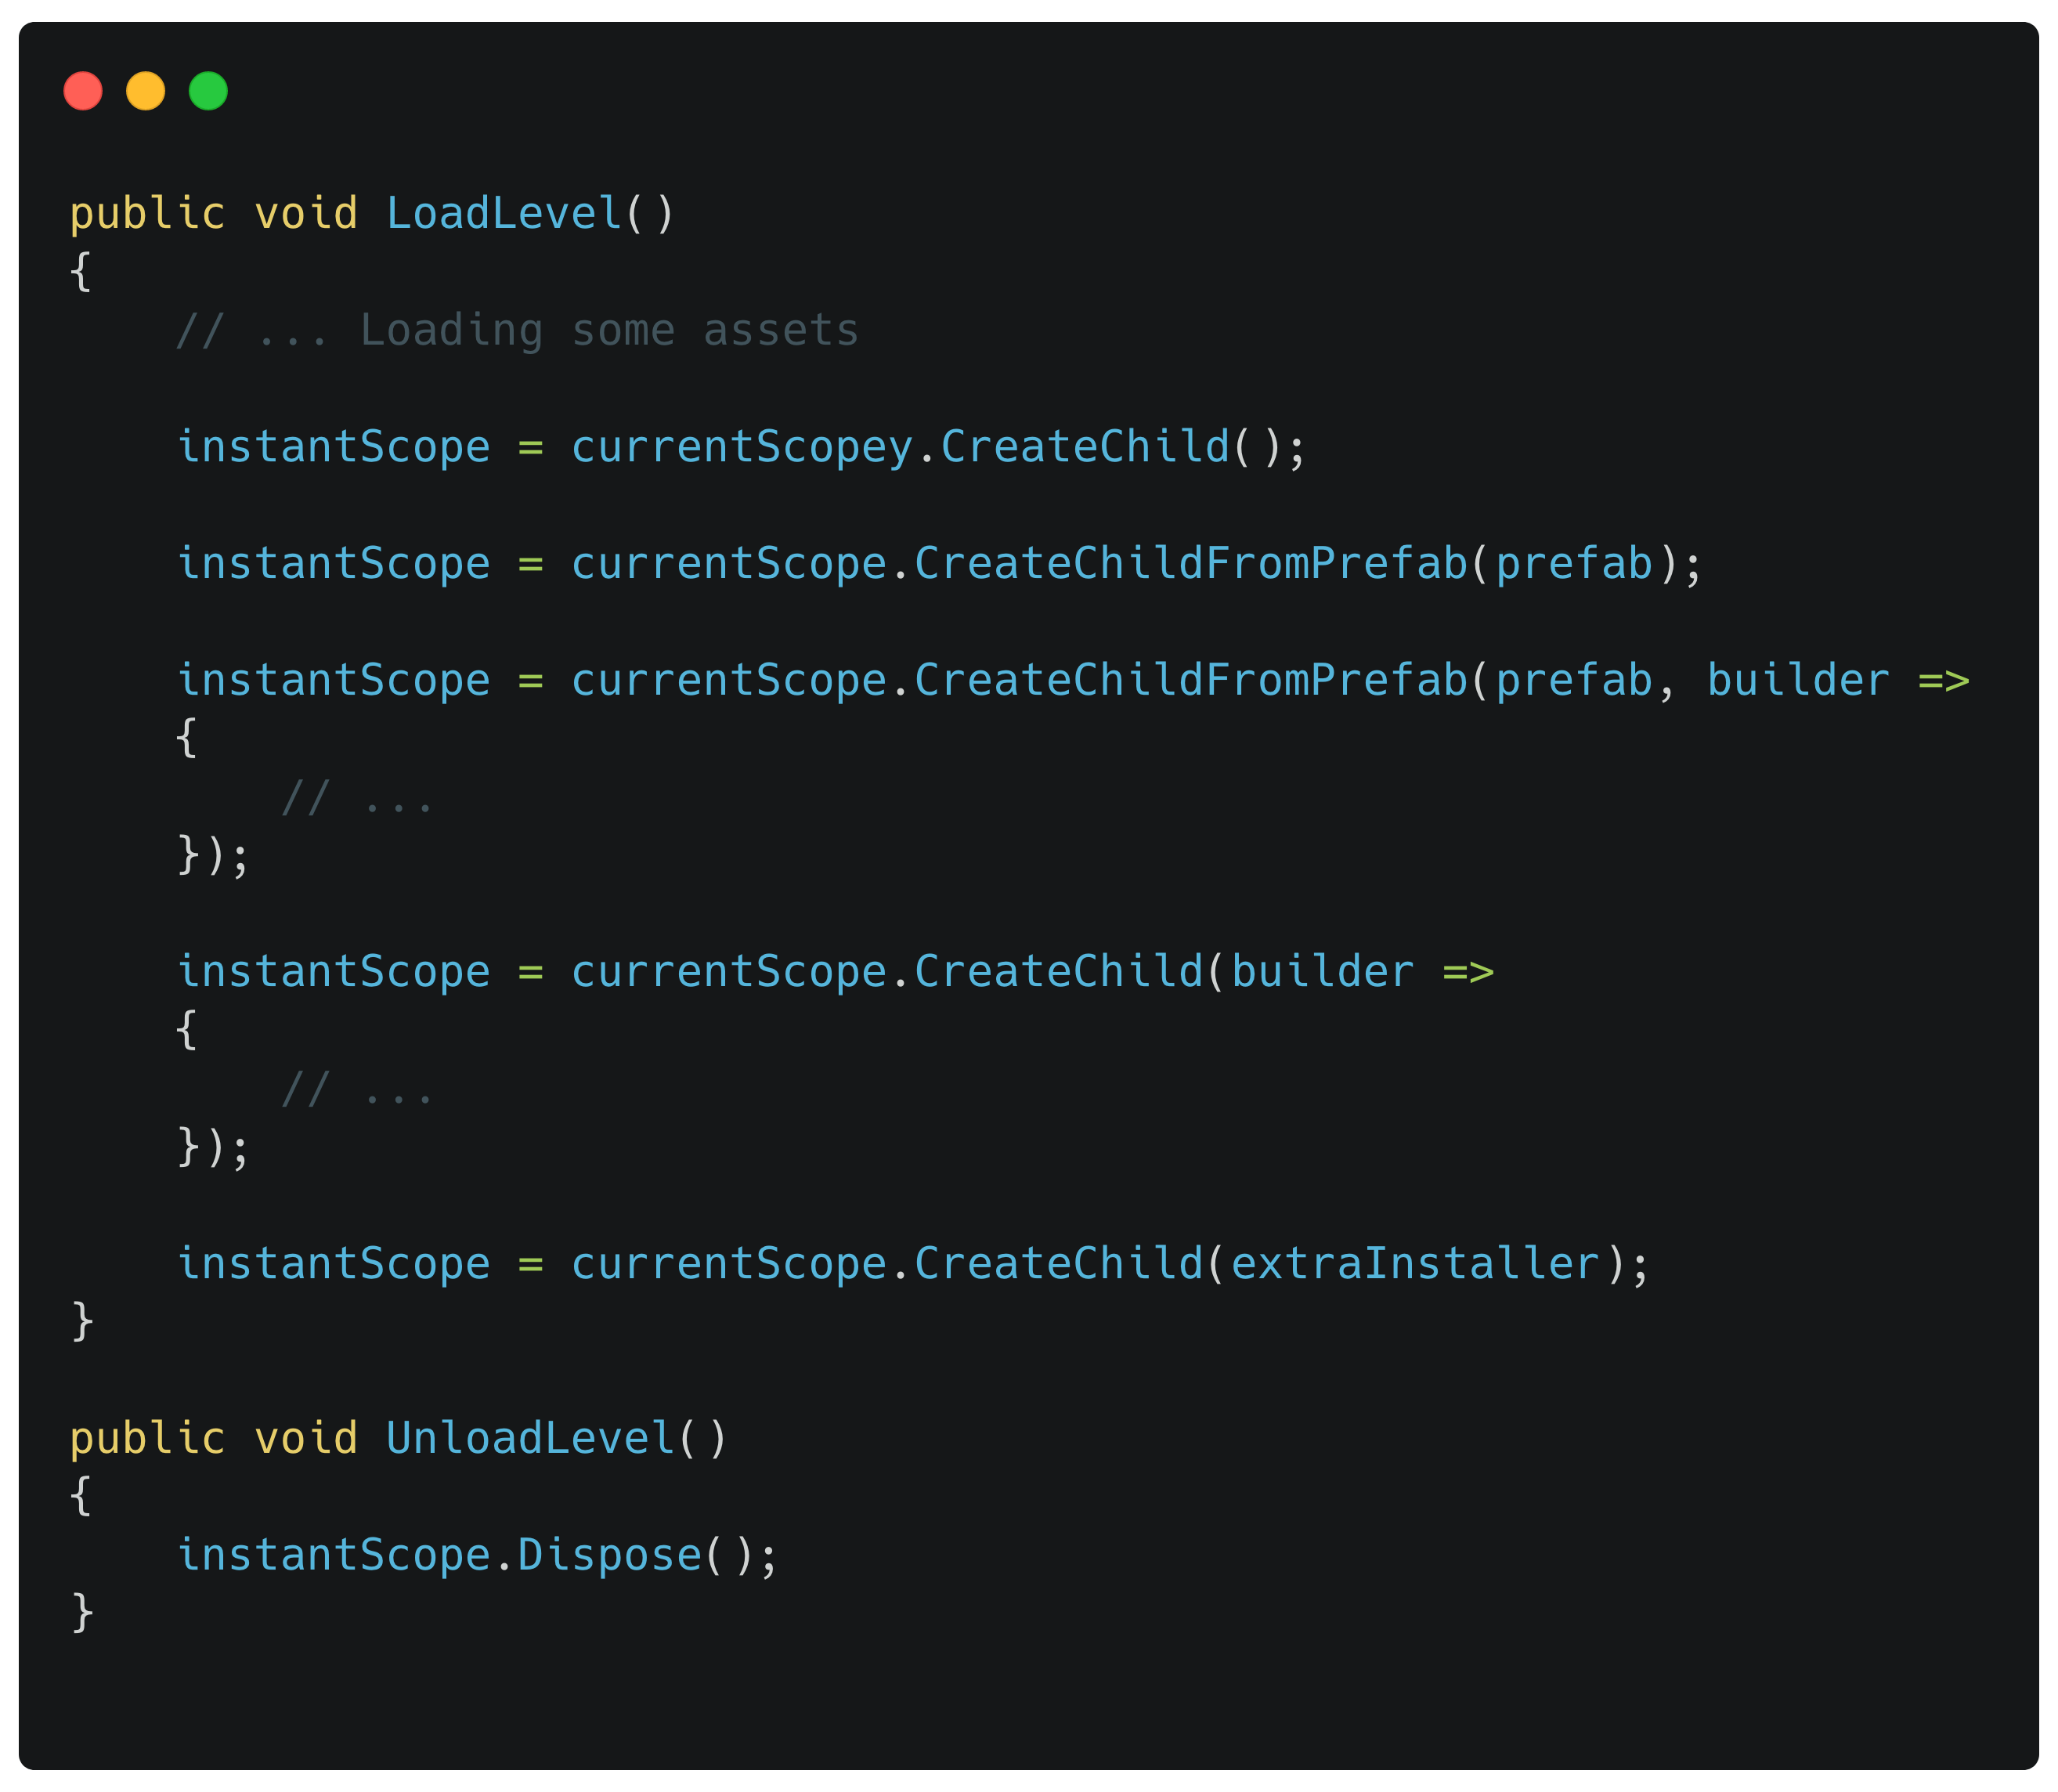 public void LoadLevel()
{
    // ... Loading some assets

    instantScope = currentScopey.CreateChild();

    instantScope = currentScope.CreateChildFromPrefab(prefab);

    instantScope = currentScope.CreateChildFromPrefab(prefab, builder =>
    {
        // ...
    });

    instantScope = currentScope.CreateChild(builder =>
    {
        // ...
    });

    instantScope = currentScope.CreateChild(extraInstaller);
}

public void UnloadLevel()
{
    instantScope.Dispose();
}